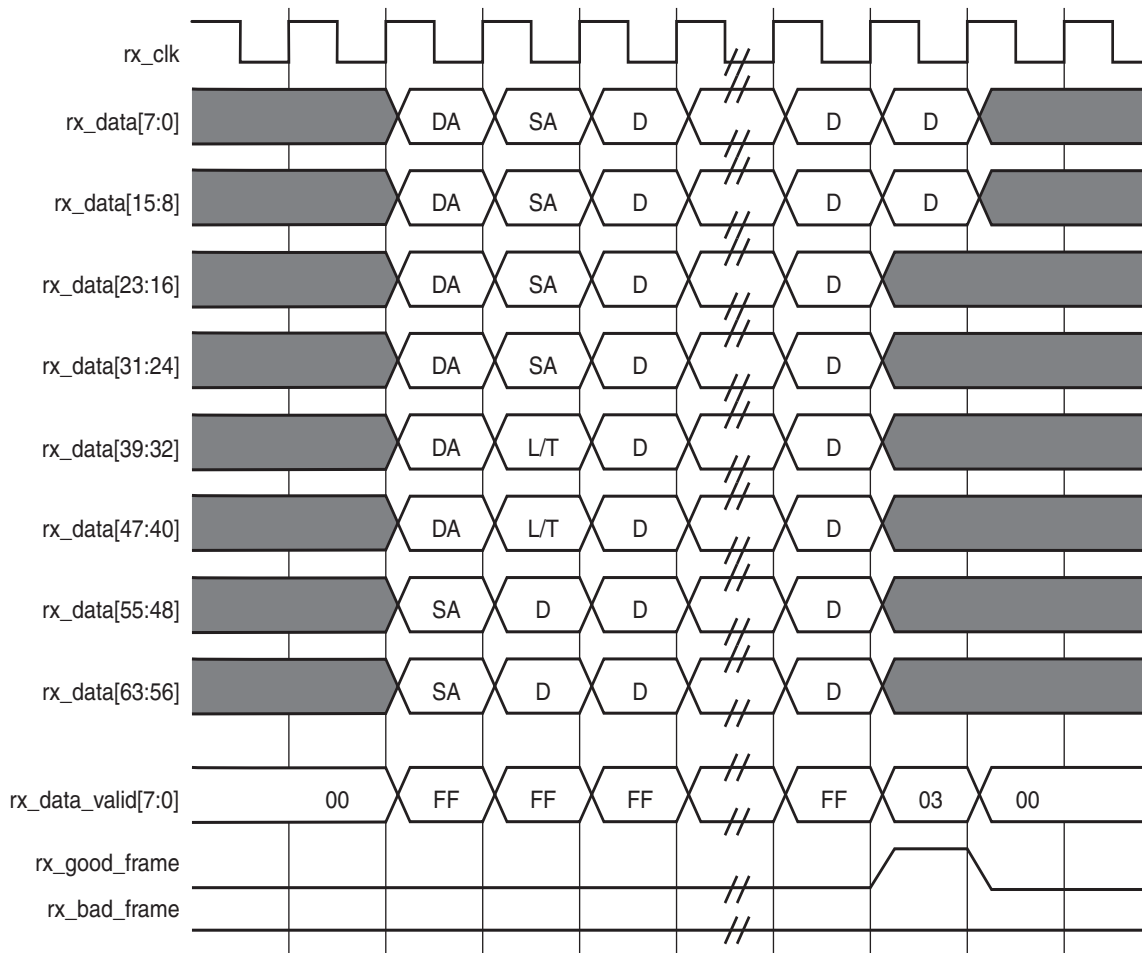 rx_clk
rx_data[7:0] DA SA D D D
rx_data[15:8] DA SA D D D
rx_data[23:16] DA SA D D
rx_data[31:24] DA SA D D
rx_data[39:32] DA L/T D D
rx_data[47:40] DA L/T D D
rx_data[55:48] SA D D D
rx_data[63:56] SA D D D
rx_data_valid[7:0] 00 FF FF FF FF 03 00
rx_good_frame
rx_bad_frame